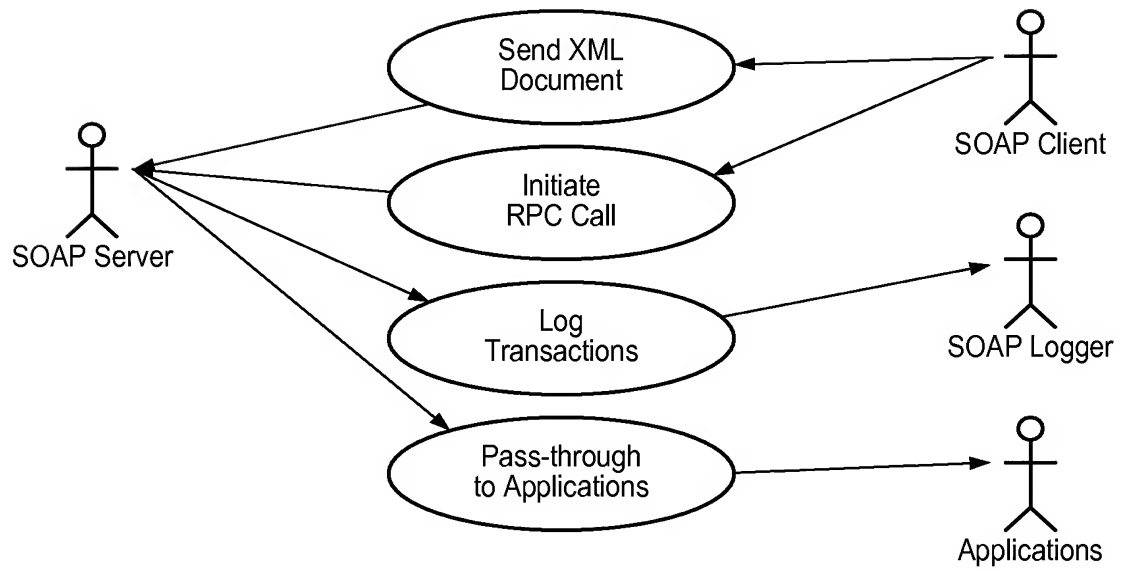 Send XML
Document
SOAP Client
Initiate
RPC Call
SOAP Server
Log
Transactions
SOAP Logger
Pass-through
to Applications
Applications